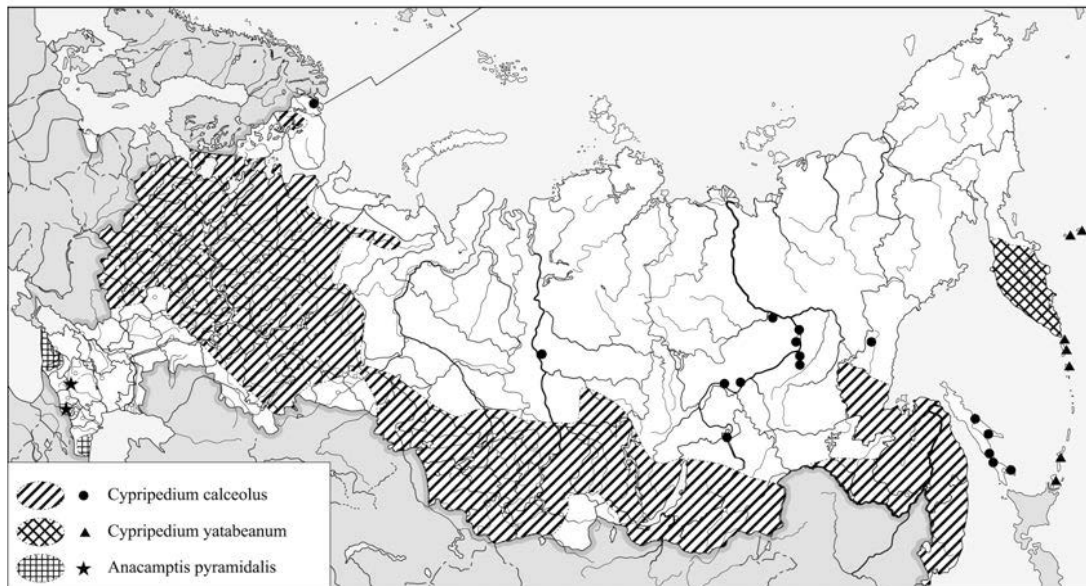 Cypripedium calceolus
Cypripedium yatabeanum
Anacamptis pyramidalis